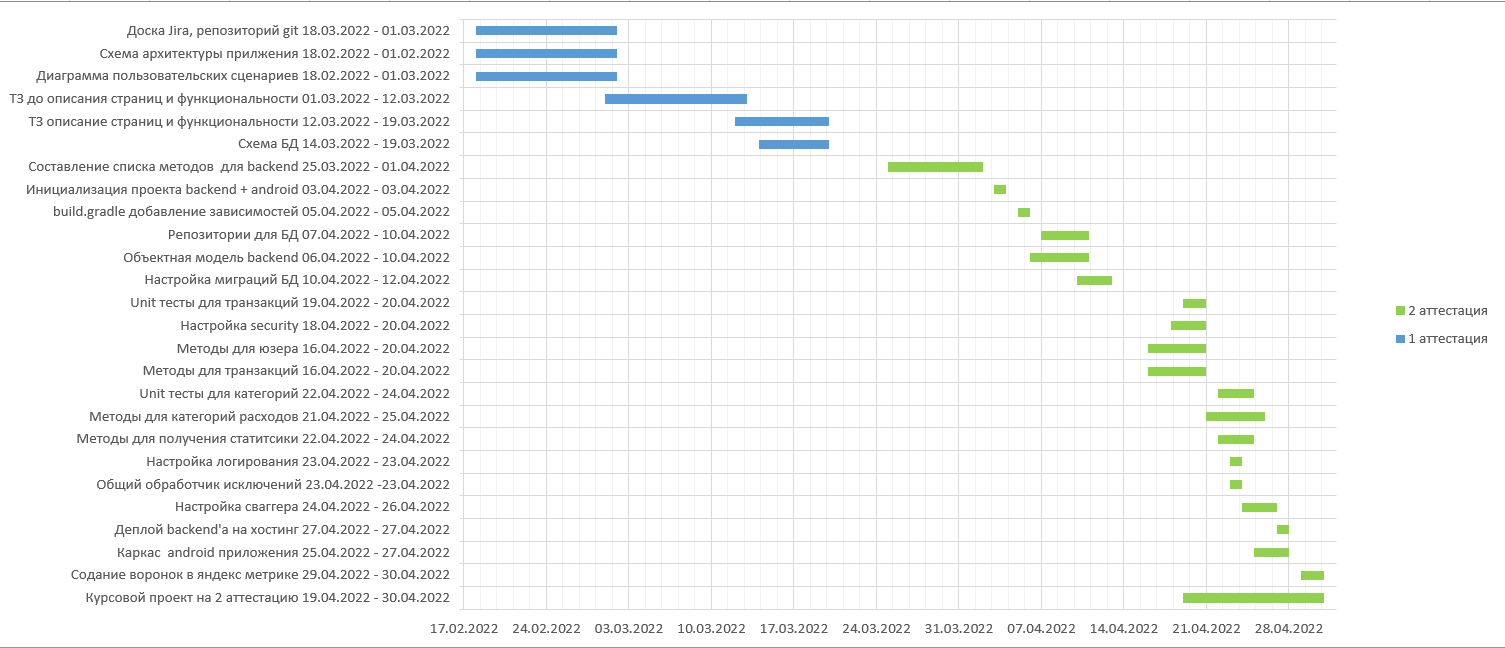 Доска Jira, репозиторий git 18.03.2022 - 01.03.2022
Схема архитектуры прилжения 18.02.2022 - 01.02.2022
Диаграмма пользовательских сценариев 18.02.2022 - 01.03.2022
ТЗ до описания страниц и функциональности 01.03.2022 - 12.03.2022
ТЗ описание страниц и функциональности 12.03.2022 - 19.03.2022
Схема БД 14.03.2022 - 19.03.2022
Составление списка методов  для backend 25.03.2022 - 01.04.2022
Инициализация проекта backend + android 03.04.2022 - 03.04.2022
build.gradle добавление зависимостей 05.04.2022 - 05.04.2022
Репозитории для БД 07.04.2022 - 10.04.2022
Объектная модель backend 06.04.2022 - 10.04.2022
Настройка миграций БД 10.04.2022 - 12.04.2022
Unit тесты для транзакций 19.04.2022 - 20.04.2022
Настройка security 18.04.2022 - 20.04.2022
Методы для юзера 16.04.2022 - 20.04.2022
Методы для транзакций 16.04.2022 - 20.04.2022
Unit тесты для категорий 22.04.2022 - 24.04.2022
Методы для категорий расходов 21.04.2022 - 25.04.2022
Методы для получения статитсики 22.04.2022 - 24.04.2022
Настройка логирования 23.04.2022 - 23.04.2022
Общий обработчик исключений 23.04.2022 -23.04.2022
Настройка сваггера 24.04.2022 - 26.04.2022
Деплой backend'а на хостинг 27.04.2022 - 27.04.2022
Каркас  android приложения 25.04.2022 - 27.04.2022
Содание воронок в яндекс метрике 29.04.2022 - 30.04.2022
Курсовой проект на 2 аттестацию 19.04.2022 - 30.04.2022
17.02.2022 24.02.2022 03.03.2022 10.03.2022 17.03.2022 24.03.2022 31.03.2022 07.04.2022 14.04.2022 21.04.2022 28.04.2022
2 аттестация
1 аттестация